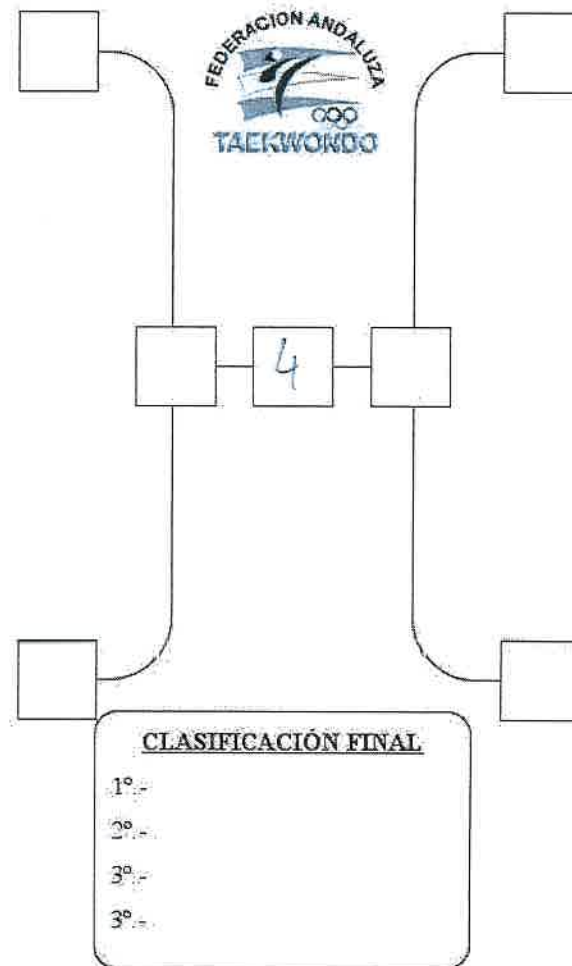 FEDERACION ANDALUZA
TAEKWONDO
4
CLASIFICACIÓN FINAL
1º.-
2º.-
3º.-
3º.-